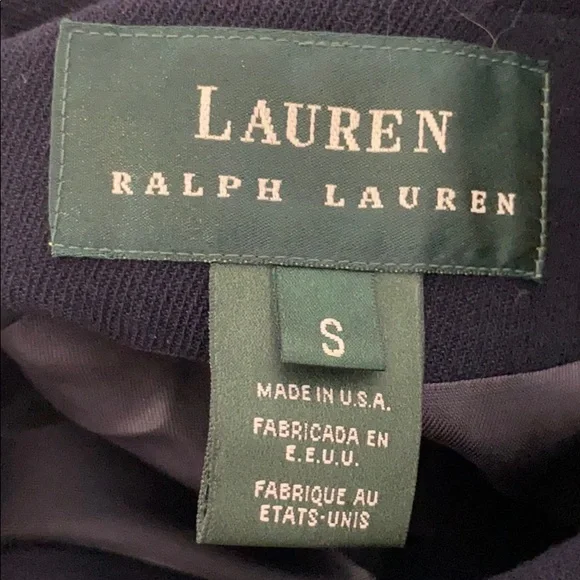 LAUREN
RALPH LAUREN
S
MADE IN U.S.A.
FABRICADA EN
E.E.U.U.
FABRIQUE AU
ETATS-UNIS